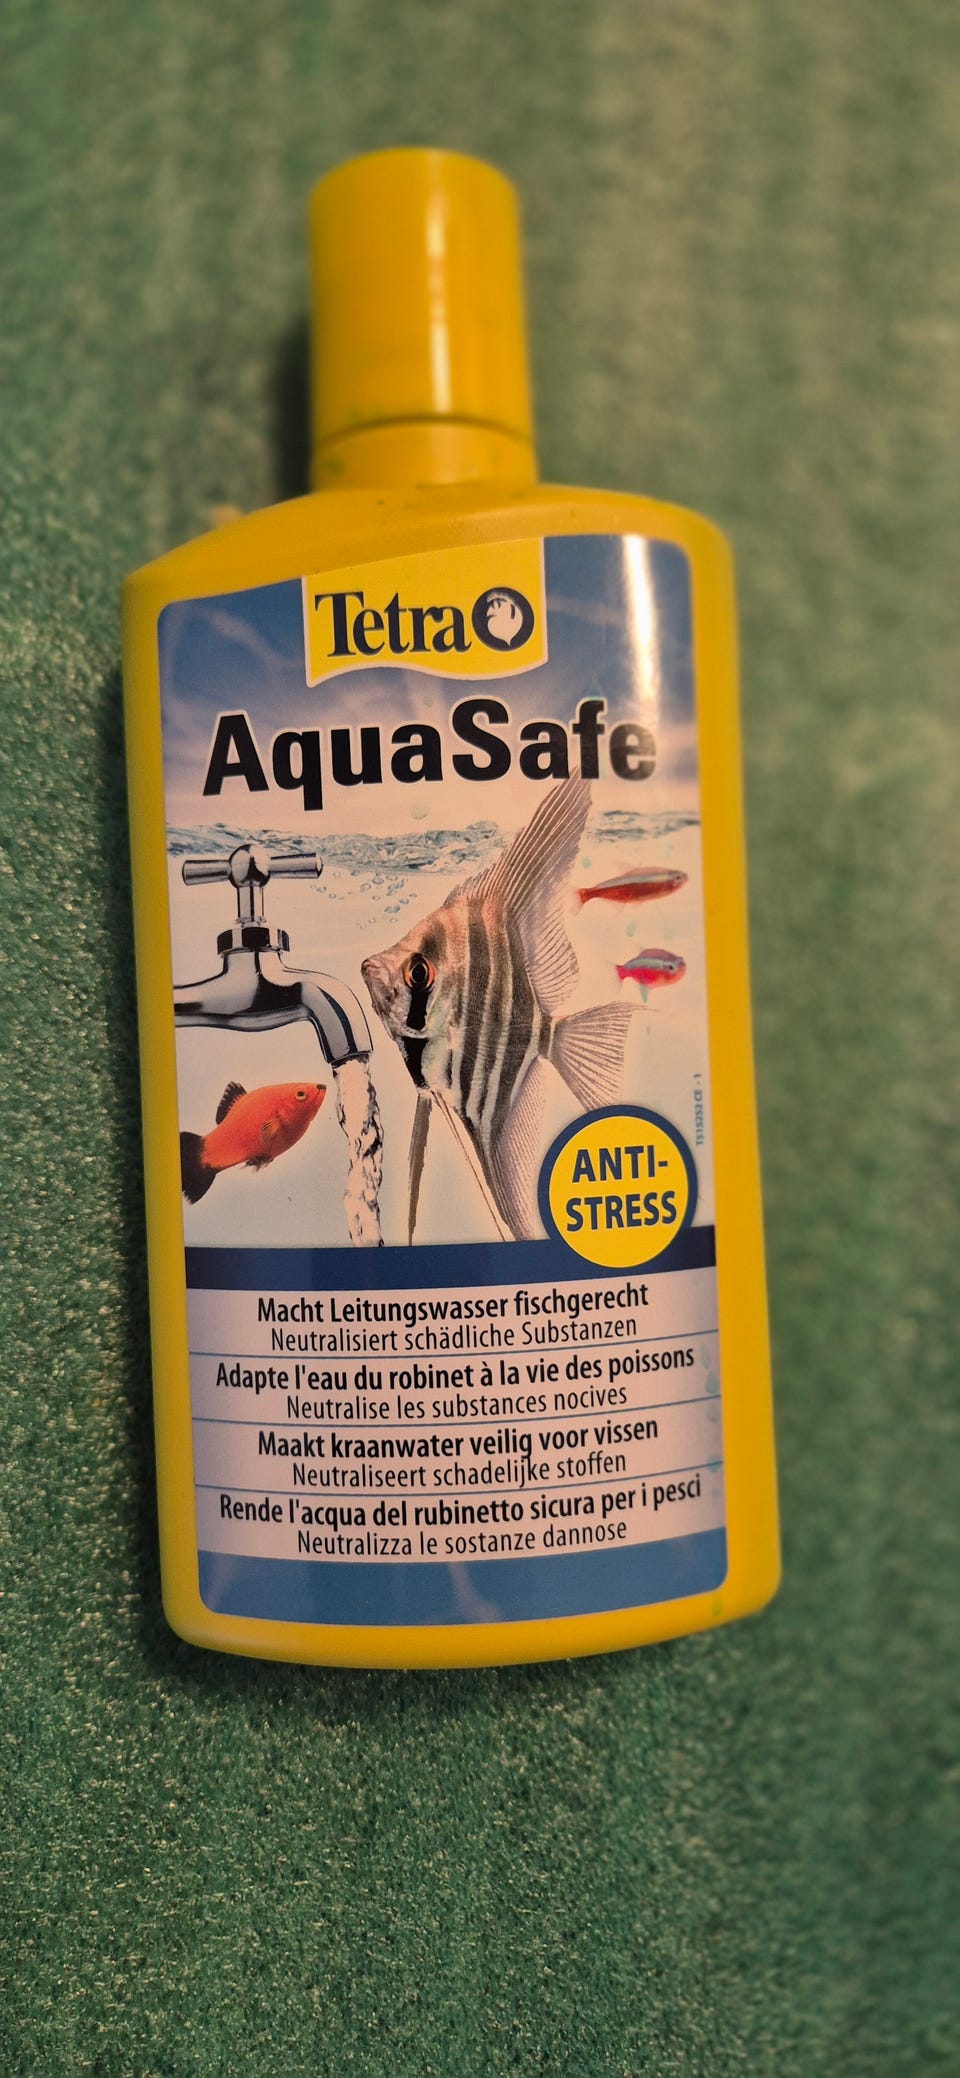 Tetra
AquaSafe
ANTI-
STRESS
Macht Leitungswasser fischgerecht
Neutralisiert schädliche Substanzen
Adapte l'eau du robinet à la vie des poissons
Neutralise les substances nocives
Maakt kraanwater veilig voor vissen
Neutraliseert schadelijke stoffen
Rende l'acqua del rubinetto sicura per i pesci
Neutralizza le sostanze dannose